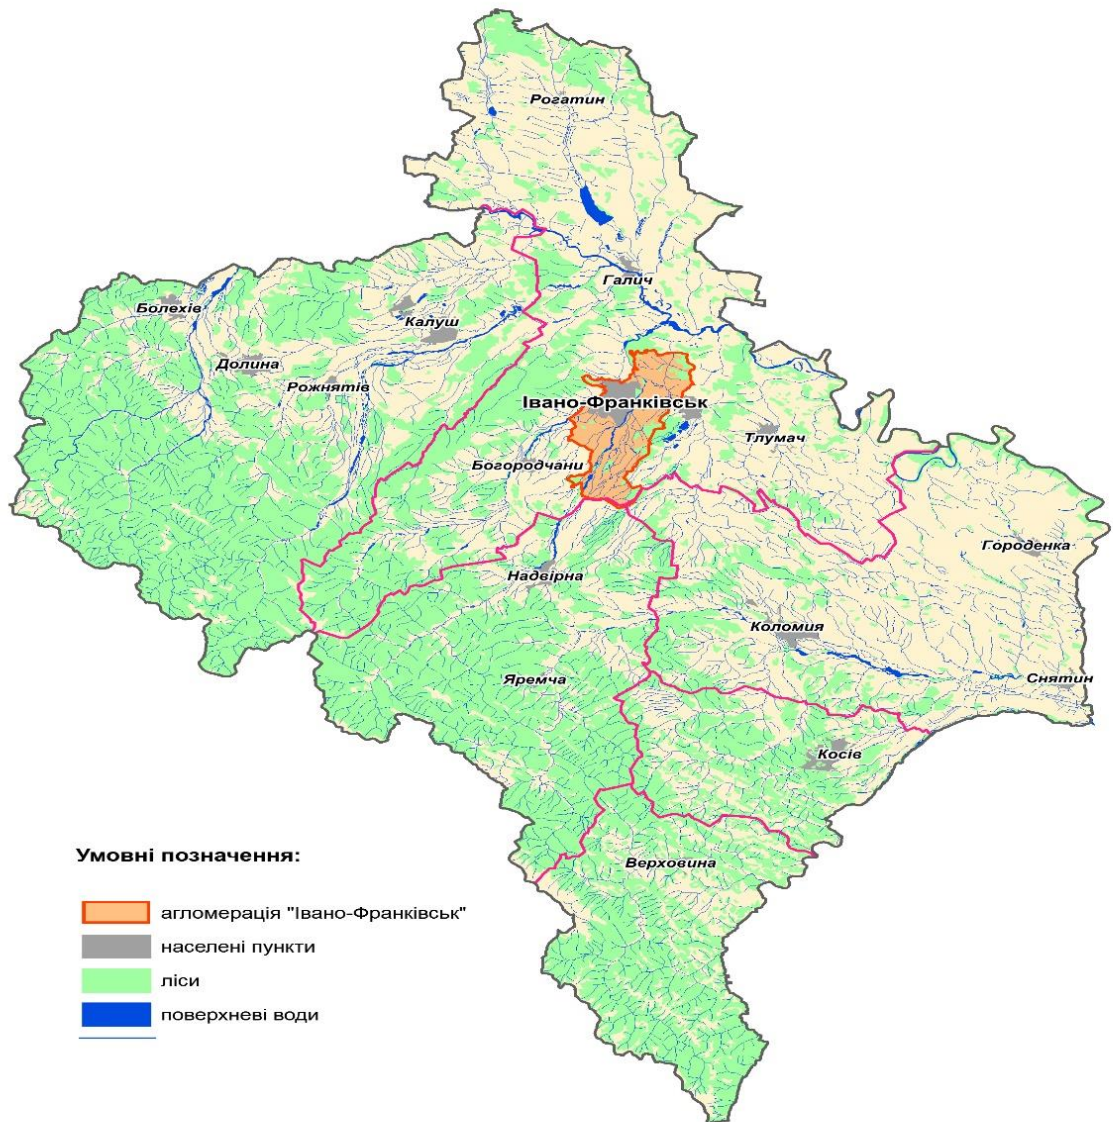 Рогатин
Галич
Болехів
Калуш
Долина
Рожнятів
Івано-Франківськ
Тлумач
Богородчани
Городенка
Надвірна
Коломия
Яремча
Снятин
Косів
Верховина
Умовні позначення:
агломерація "Івано-Франківськ"
населені пункти
ліси
поверхневі води